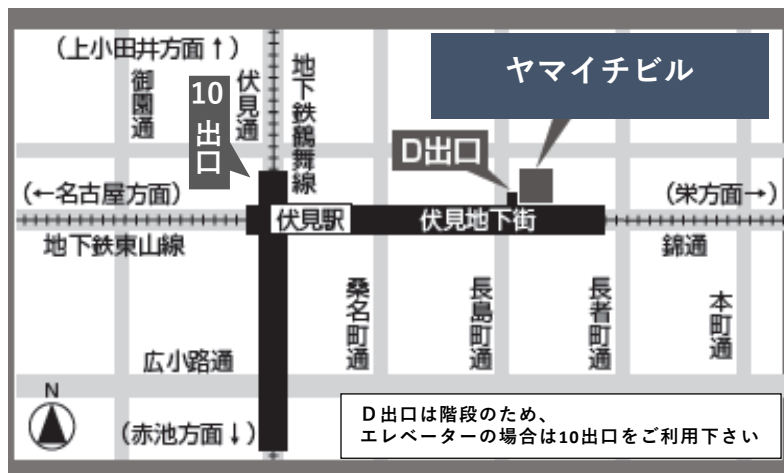 (上小田井方面↑)
ヤマイチビル
御園通
伏見通
10出口
地下鉄鶴舞線
D出口
(←名古屋方面)
(栄方面→)
伏見駅
伏見地下街
地下鉄東山線
錦通
桑名町通
長島町通
長者町通
本町通
広小路通
N
(赤池方面↓)
D出口は階段のため、
エレベーターの場合は10出口をご利用下さい